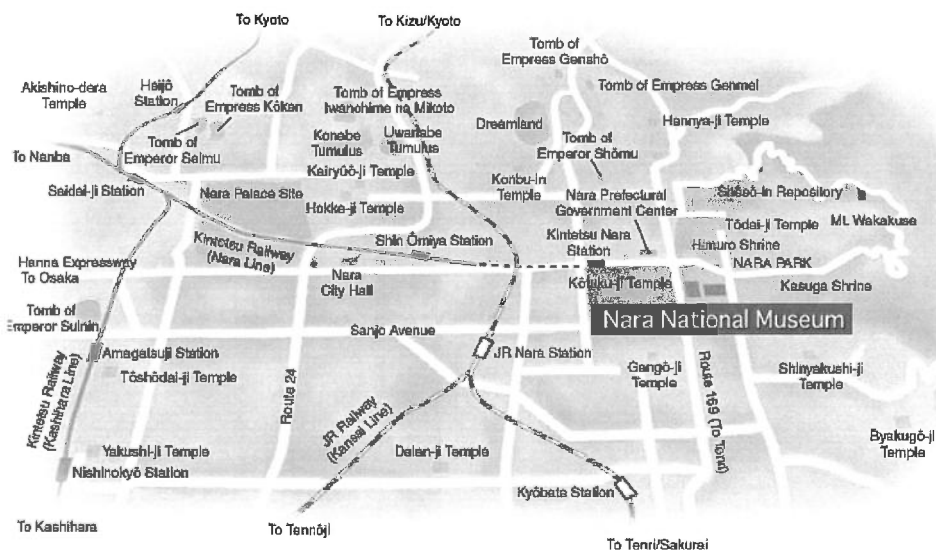 To Kyoto
To Kizu/Kyoto
Tomb of
Empress Genshō
Akishino-dera
Temple
Heijō
Station
Tomb of
Empress Kōken
Tomb of Empress
Iwanohime no Mikoto
Tomb of Empress Genmei
Tomb of
Emperor Seimu
Konabe
Tumulus
Uwanabe
Tumulus
Dreamland
Hannya-ji Temple
To Nanba
Tomb of
Emperor Shōmu
Kairyūō-ji Temple
Saidai-ji Station
Nara Palace Site
Konbu-in
Temple
Nara Prefectural
Government Center
Shōsō-in Repository
Hokke-ji Temple
Tōdai-ji Temple
Mt. Wakakusa
Kintetsu Railway
(Nara Line)
Shin Ōmiya Station
Kintetsu Nara
Station
Himuro Shrine
Hanna Expressway
To Osaka
Nara
City Hall
NARA PARK
Kōfuku-ji Temple
Kasuga Shrine
Tomb of
Emperor Suinin
Sanjo Avenue
Nara National Museum
Amagatsuji Station
JR Nara Station
Tōshōdai-ji Temple
Gangō-ji
Temple
Shinyakushi-ji
Temple
Kintetsu Railway
(Kashihara Line)
Route 24
Route 169 (To Tenri)
JR Railway
(Kansai Line)
Yakushi-ji Temple
Daian-ji Temple
Byakugō-ji
Temple
Nishinokyō Station
Kyōbate Station
To Kashihara
To Tennōji
To Tenri/Sakurai